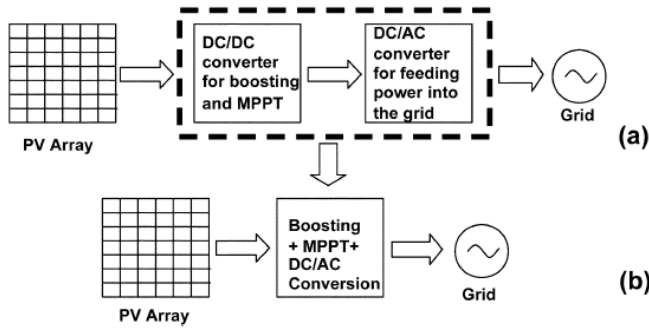 DC/DC
converter
for boosting
and MPPT
DC/AC
converter
for feeding
power into
the grid
PV Array
Grid
(a)
Boosting
+ MPPT+
DC/AC
Conversion
PV Array
Grid
(b)